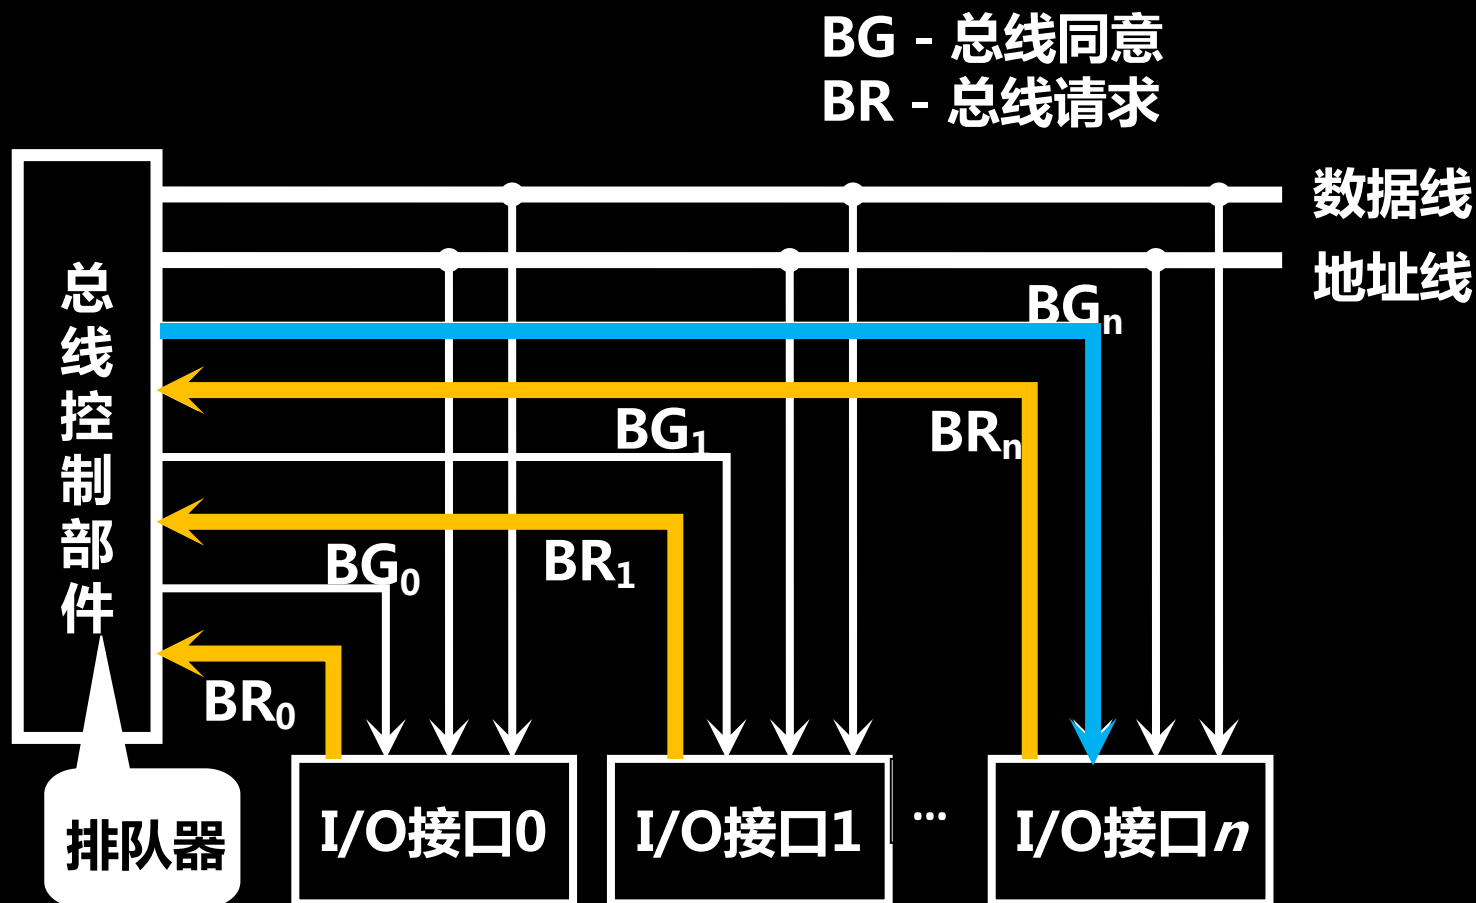 BG - 总线同意
BR - 总线请求
数据线
地址线
总线控制部件
BGn
BG1
BRn
BG0
BR1
BR0
排队器
I/O接口0
I/O接口1
...
I/O接口n